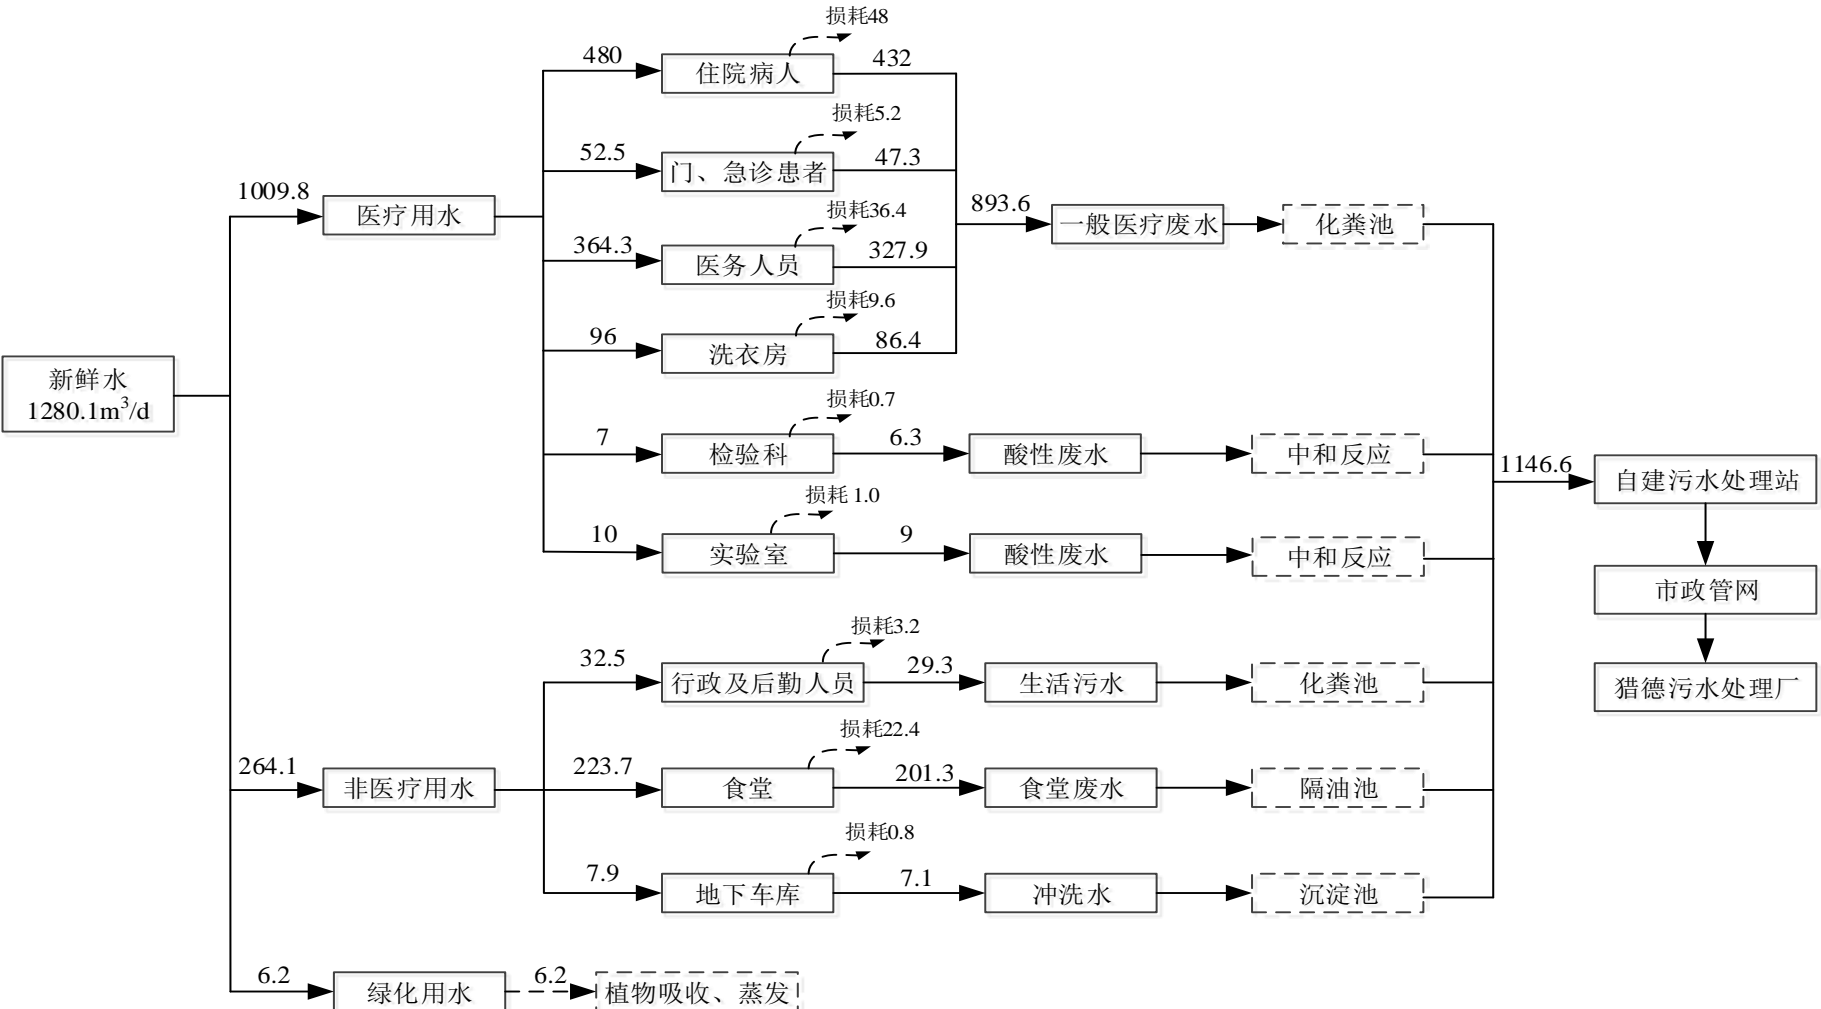 损耗48
480
住院病人
432
损耗5.2
52.5
门、急诊患者
47.3
1009.8
医疗用水
损耗36.4
364.3
医务人员
327.9
893.6
一般医疗废水
化粪池
损耗9.6
96
洗衣房
86.4
新鲜水
1280.1m³/d
损耗0.7
7
检验科
6.3
酸性废水
中和反应
1146.6
自建污水处理站
损耗 1.0
10
实验室
9
酸性废水
中和反应
市政管网
损耗3.2
32.5
行政及后勤人员
29.3
生活污水
化粪池
猎德污水处理厂
损耗22.4
264.1
非医疗用水
223.7
食堂
201.3
食堂废水
隔油池
损耗0.8
7.9
地下车库
7.1
冲洗水
沉淀池
6.2
绿化用水
6.2
植物吸收、蒸发